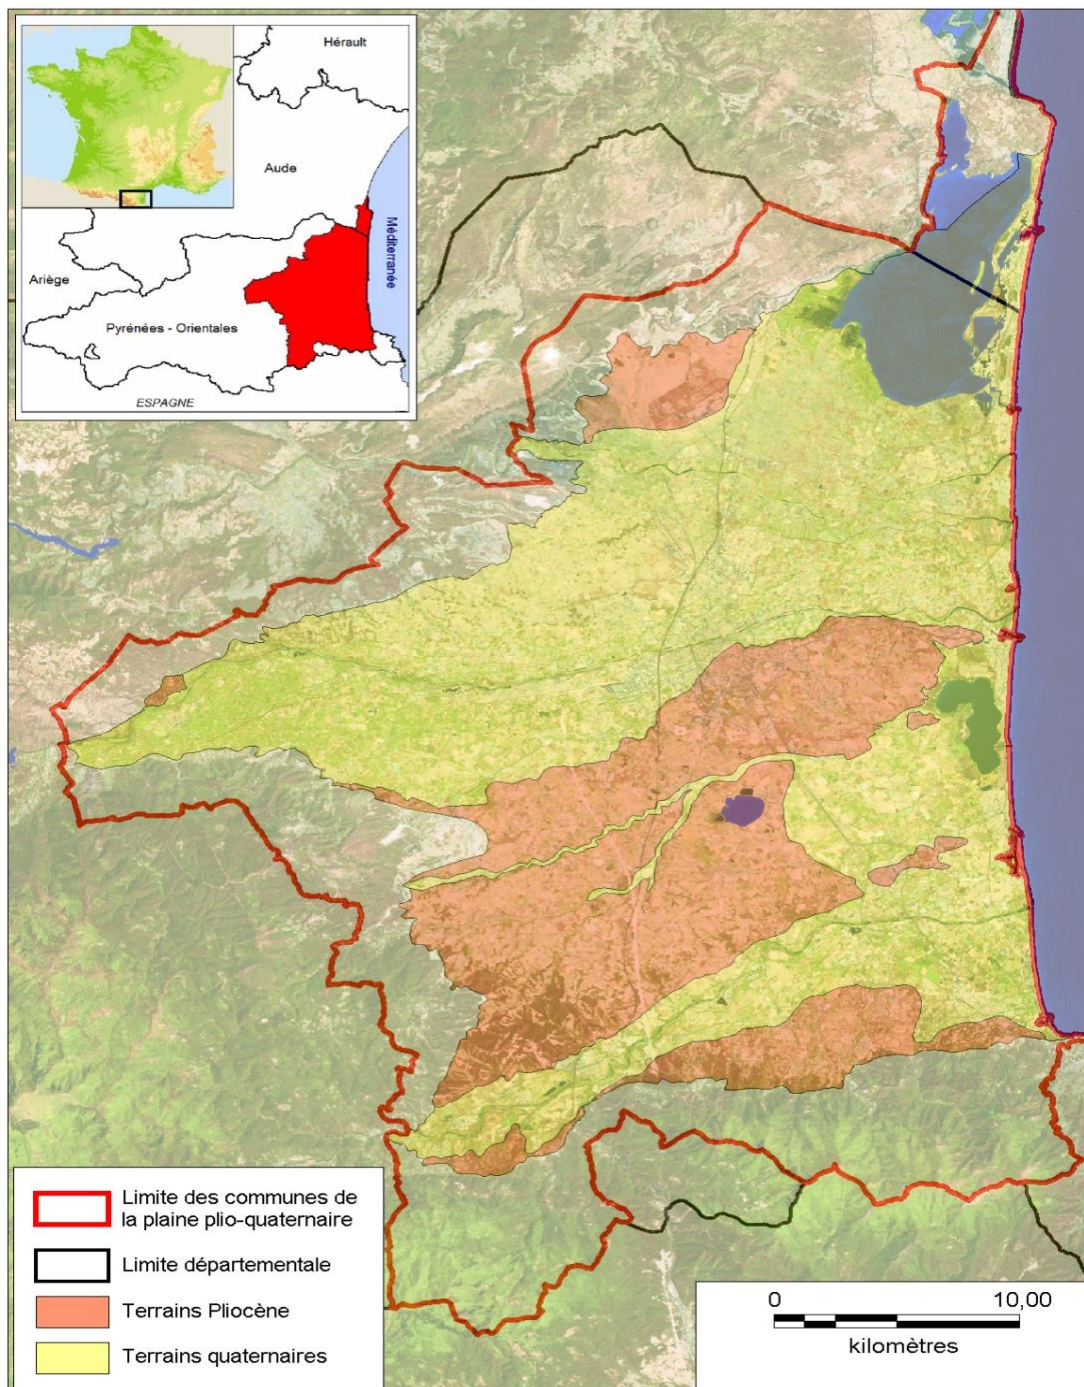 Hérault
Aude
Méditerranée
Ariège
Pyrénées - Orientales
ESPAGNE
Limite des communes de
la plaine plio-quaternaire
Limite départementale
Terrains Pliocène
Terrains quaternaires
0 10,00
kilomètres